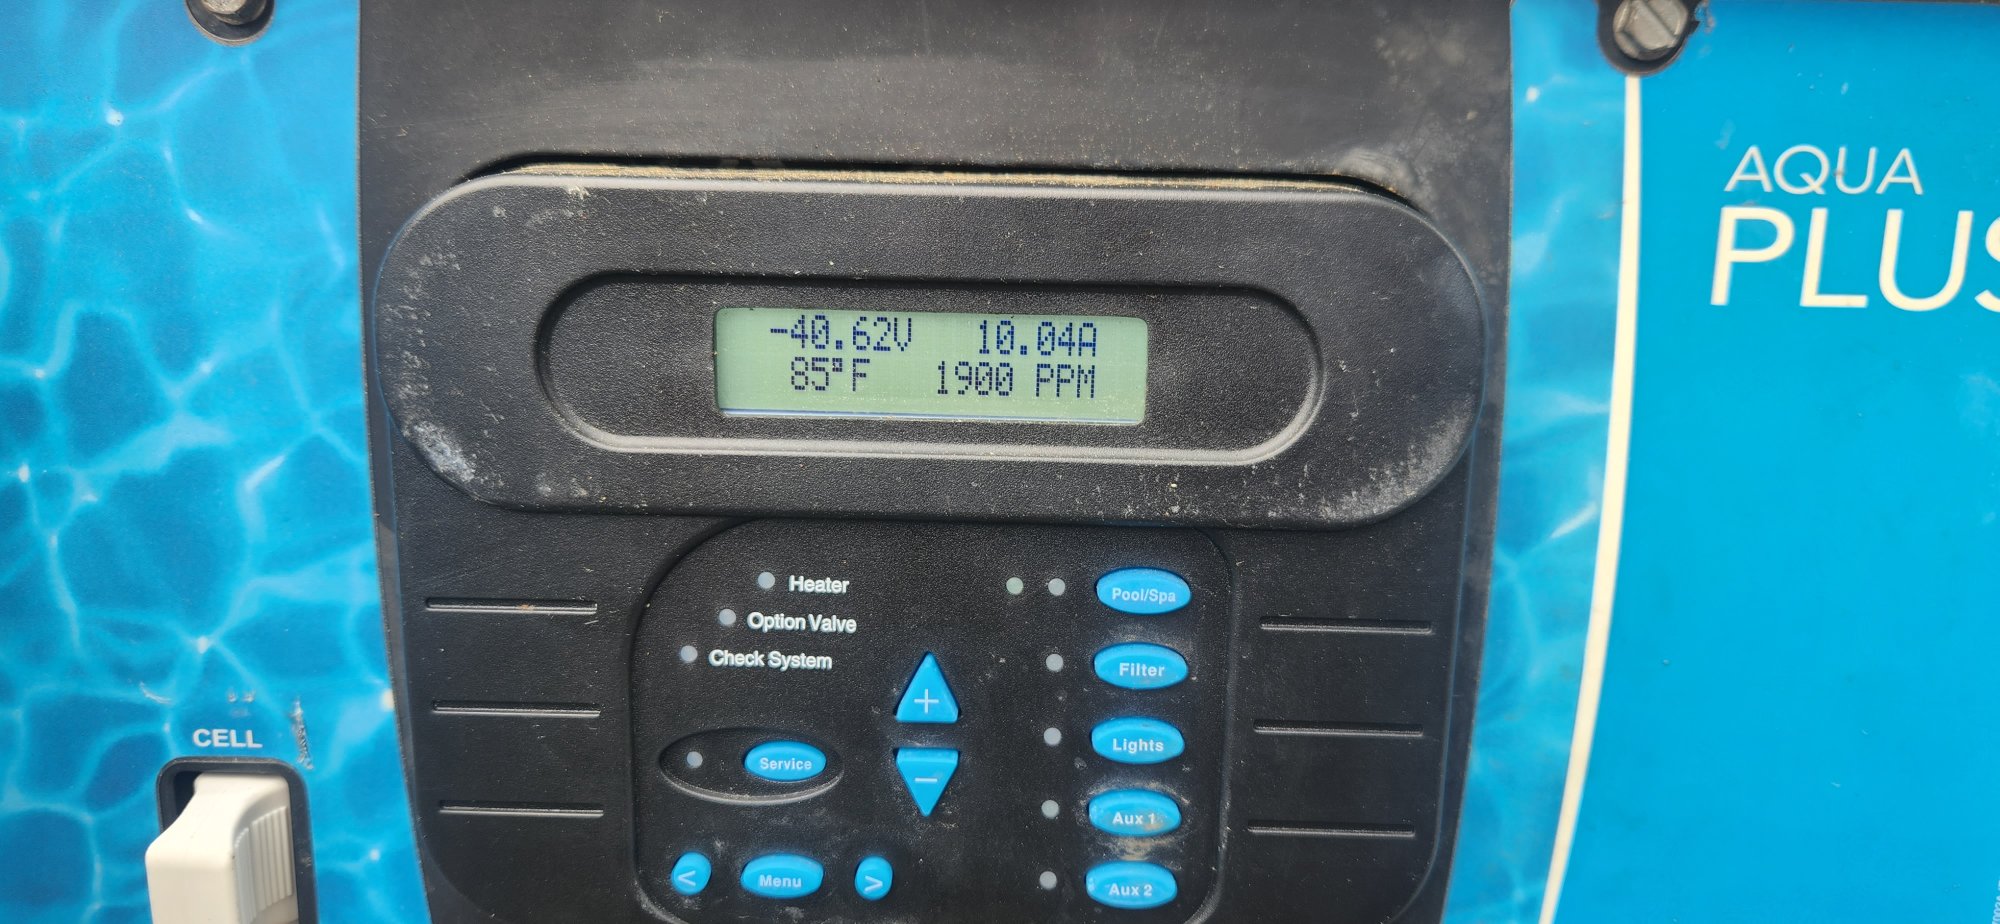 AQUA
PLUS
-40.62V 10.04A
85°F 1900 PPM
Heater
Option Valve
Check System
Pool/Spa
Filter
Lights
Aux 1
Aux 2
Service
+
−
< Menu >
CELL